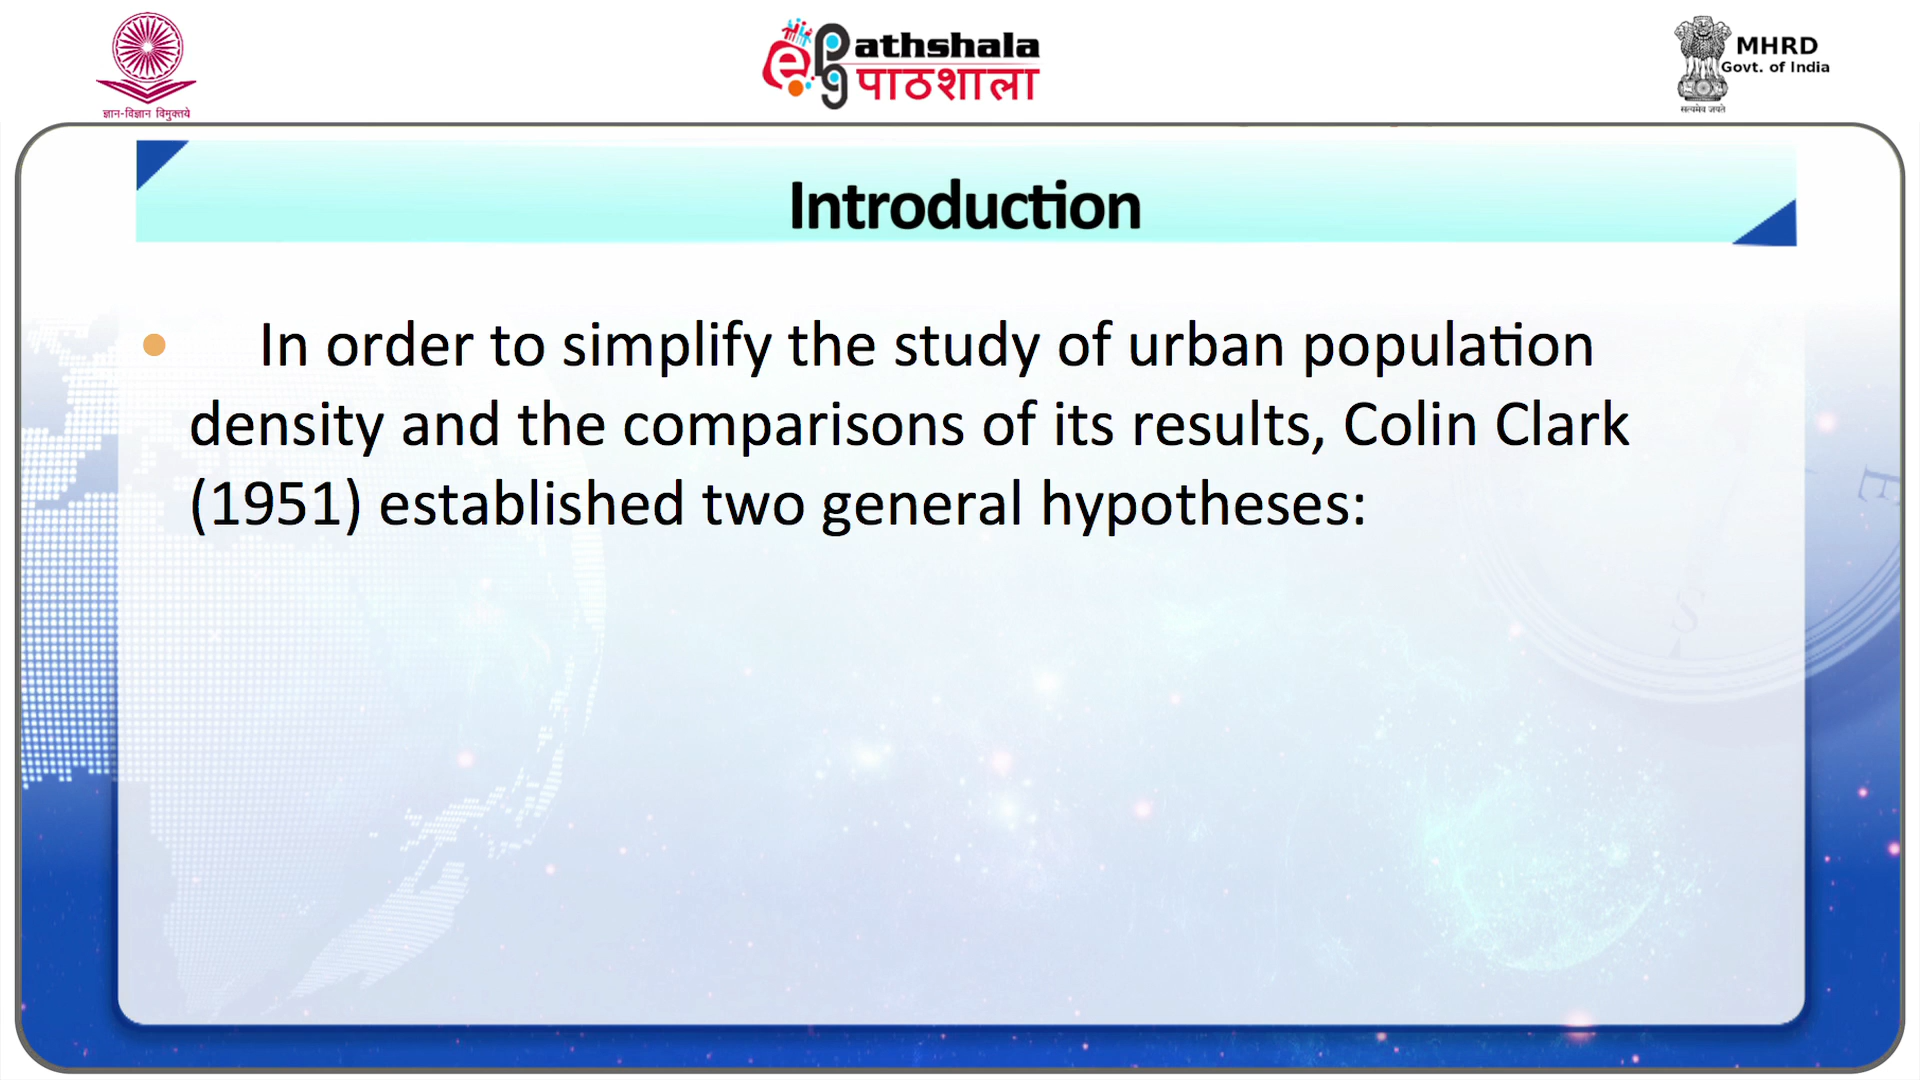 ज्ञान-विज्ञान विमुक्तये
ePGPathshala
पाठशाला
MHRD
Govt. of India
सत्यमेव जयते
Introduction
• In order to simplify the study of urban population
density and the comparisons of its results, Colin Clark
(1951) established two general hypotheses:
E
S